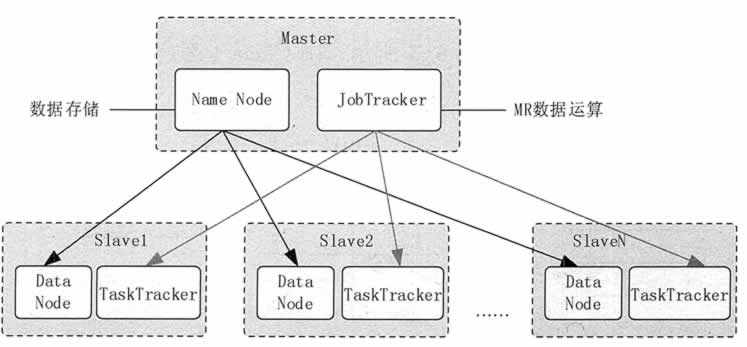 Master
数据存储
Name Node
JobTracker
MR数据运算
Slave1
Data
Node
TaskTracker
Slave2
Data
Node
TaskTracker
......
SlaveN
Data
Node
TaskTracker